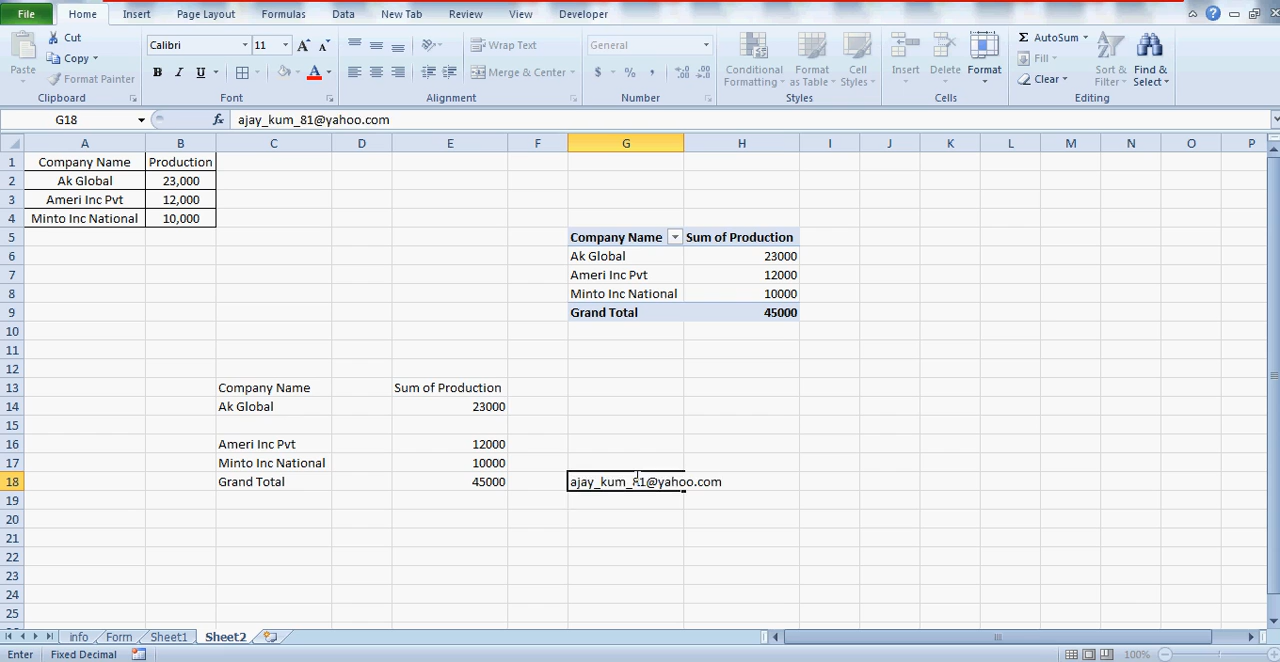 File Home Insert Page Layout Formulas Data New Tab Review View Developer
Paste
Cut
Copy
Format Painter
Clipboard
Calibri 11 A A
B I U A
Font
Wrap Text
Merge & Center
Alignment
General
$ % , .0 .00 .00 .0
Number
Conditional Formatting
Format as Table
Cell Styles
Styles
Insert Delete Format
Cells
Σ AutoSum
Fill
Clear
Sort & Filter
Find & Select
Editing
G18 fx ajay_kum_81@yahoo.com
A B C D E F G H I J K L M N O P
1 Company Name Production
2 Ak Global 23,000
3 Ameri Inc Pvt 12,000
4 Minto Inc National 10,000
5 Company Name Sum of Production
6 Ak Global 23000
7 Ameri Inc Pvt 12000
8 Minto Inc National 10000
9 Grand Total 45000
10
11
12
13 Company Name Sum of Production
14 Ak Global 23000
15
16 Ameri Inc Pvt 12000
17 Minto Inc National 10000
18 Grand Total 45000 ajay_kum_81@yahoo.com
19
20
21
22
23
24
25
info Form Sheet1 Sheet2
Enter Fixed Decimal 100%